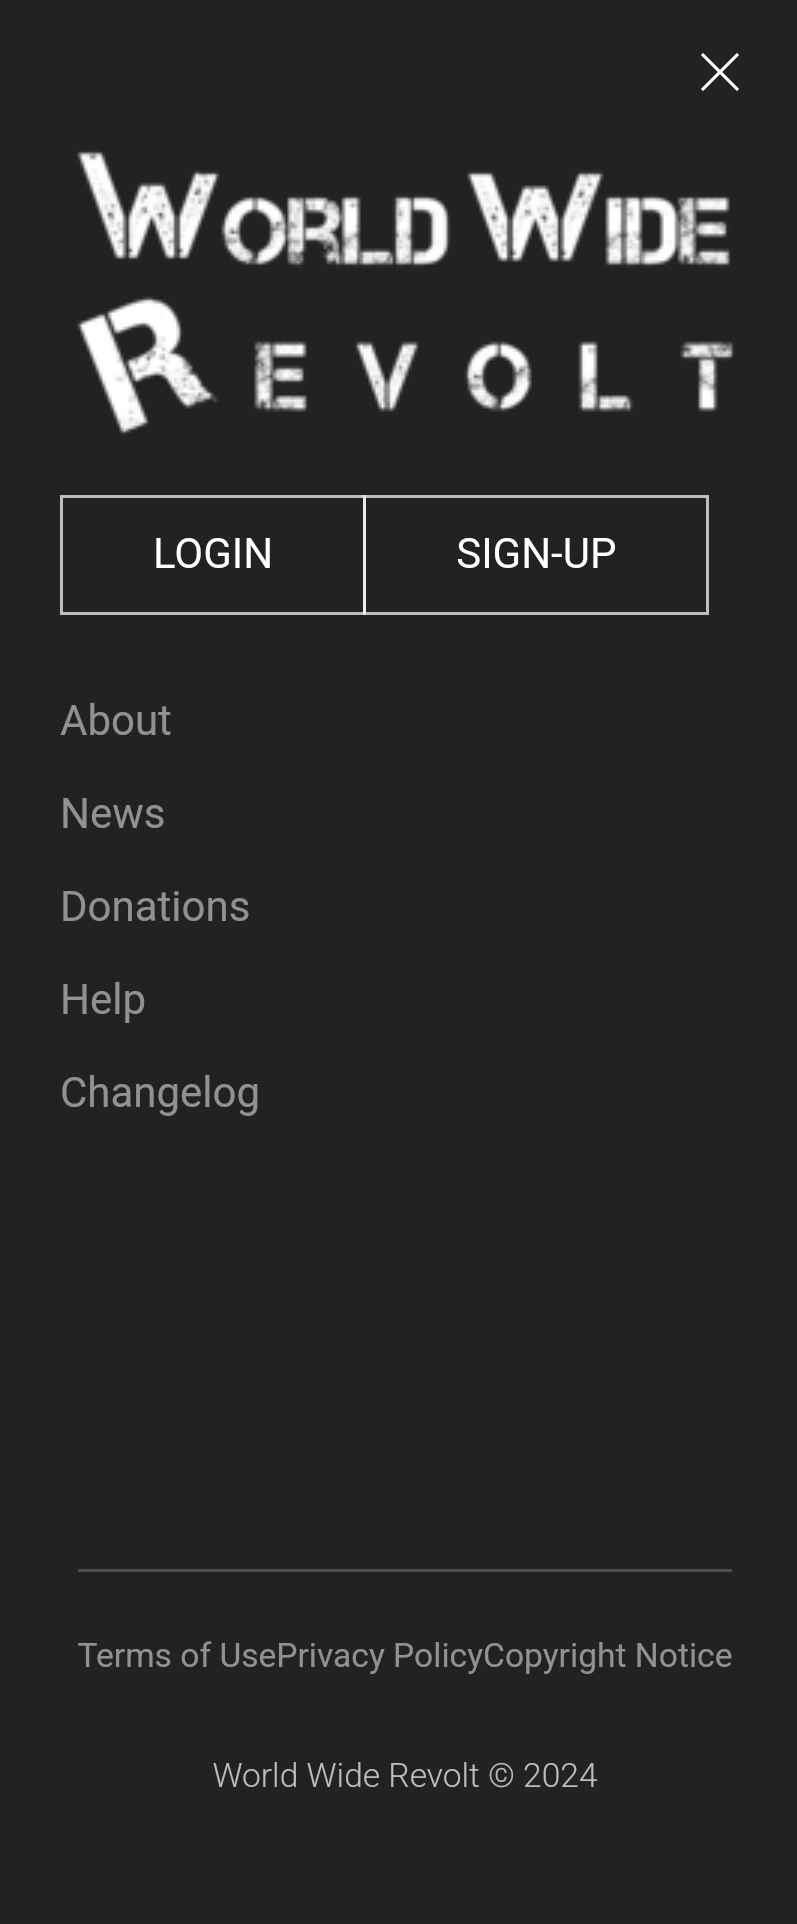 WORLD WIDE
REVOLT
LOGIN SIGN-UP
About
News
Donations
Help
Changelog
Terms of UsePrivacy PolicyCopyright Notice
World Wide Revolt © 2024